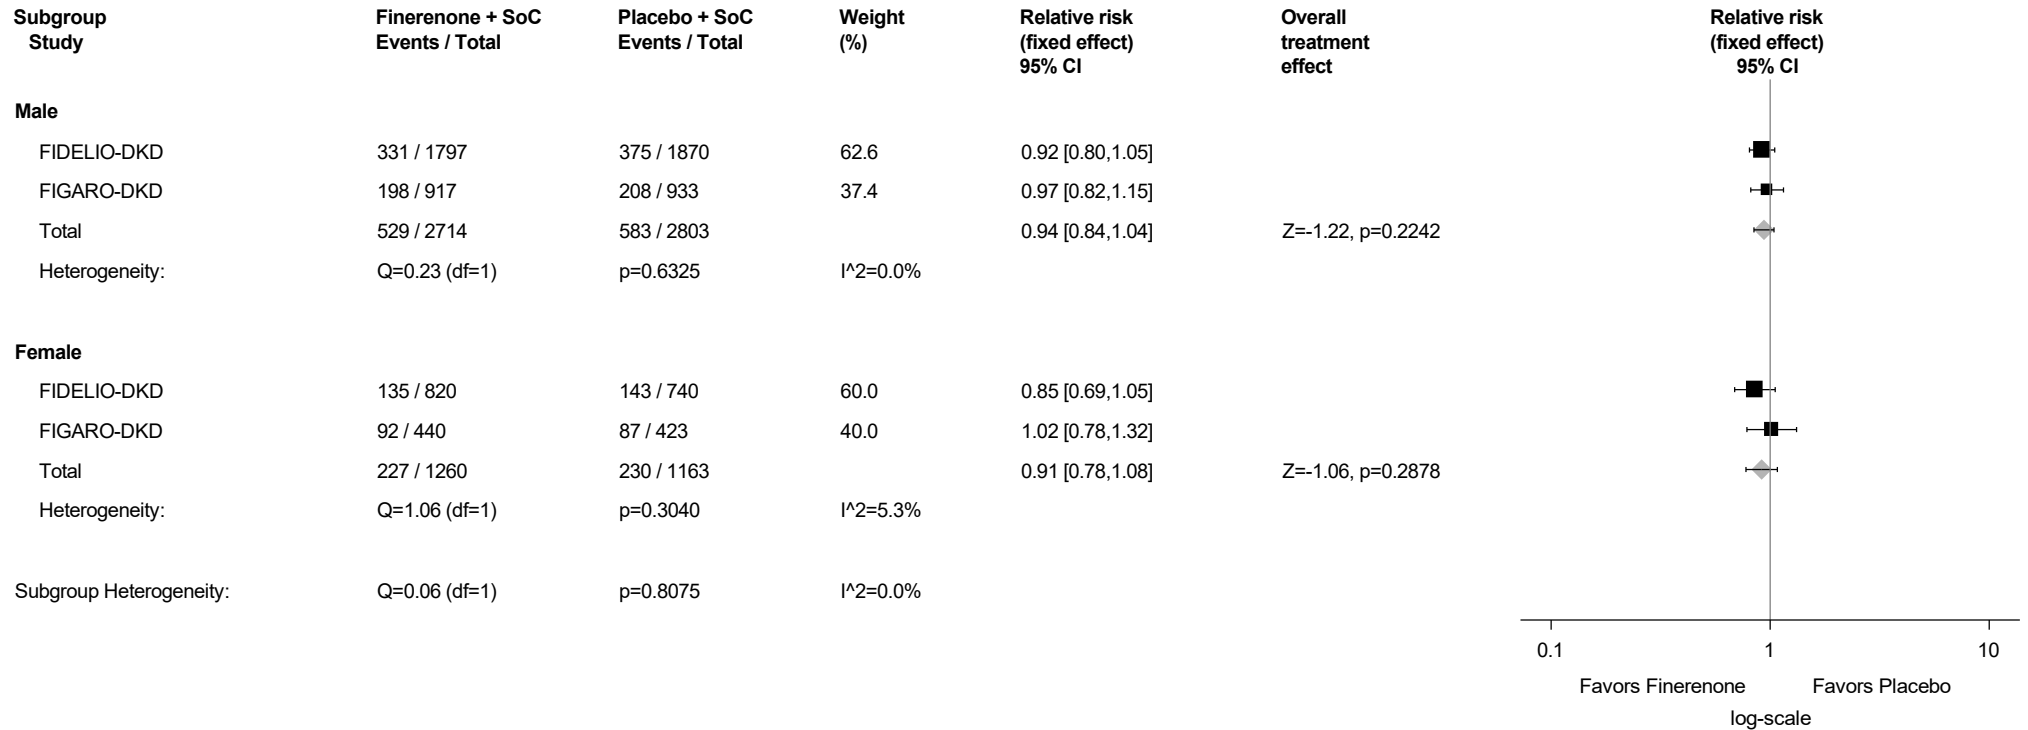 Subgroup Finerenone + SoC Placebo + SoC Weight Relative risk Overall Relative risk
Study Events / Total Events / Total (%) (fixed effect) treatment (fixed effect)
95% CI effect 95% CI
Male
FIDELIO-DKD 331 / 1797 375 / 1870 62.6 0.92 [0.80,1.05]
FIGARO-DKD 198 / 917 208 / 933 37.4 0.97 [0.82,1.15]
Total 529 / 2714 583 / 2803 0.94 [0.84,1.04] Z=-1.22, p=0.2242
Heterogeneity: Q=0.23 (df=1) p=0.6325 I^2=0.0%
Female
FIDELIO-DKD 135 / 820 143 / 740 60.0 0.85 [0.69,1.05]
FIGARO-DKD 92 / 440 87 / 423 40.0 1.02 [0.78,1.32]
Total 227 / 1260 230 / 1163 0.91 [0.78,1.08] Z=-1.06, p=0.2878
Heterogeneity: Q=1.06 (df=1) p=0.3040 I^2=5.3%
Subgroup Heterogeneity: Q=0.06 (df=1) p=0.8075 I^2=0.0%
0.1 1 10
Favors Finerenone Favors Placebo
log-scale